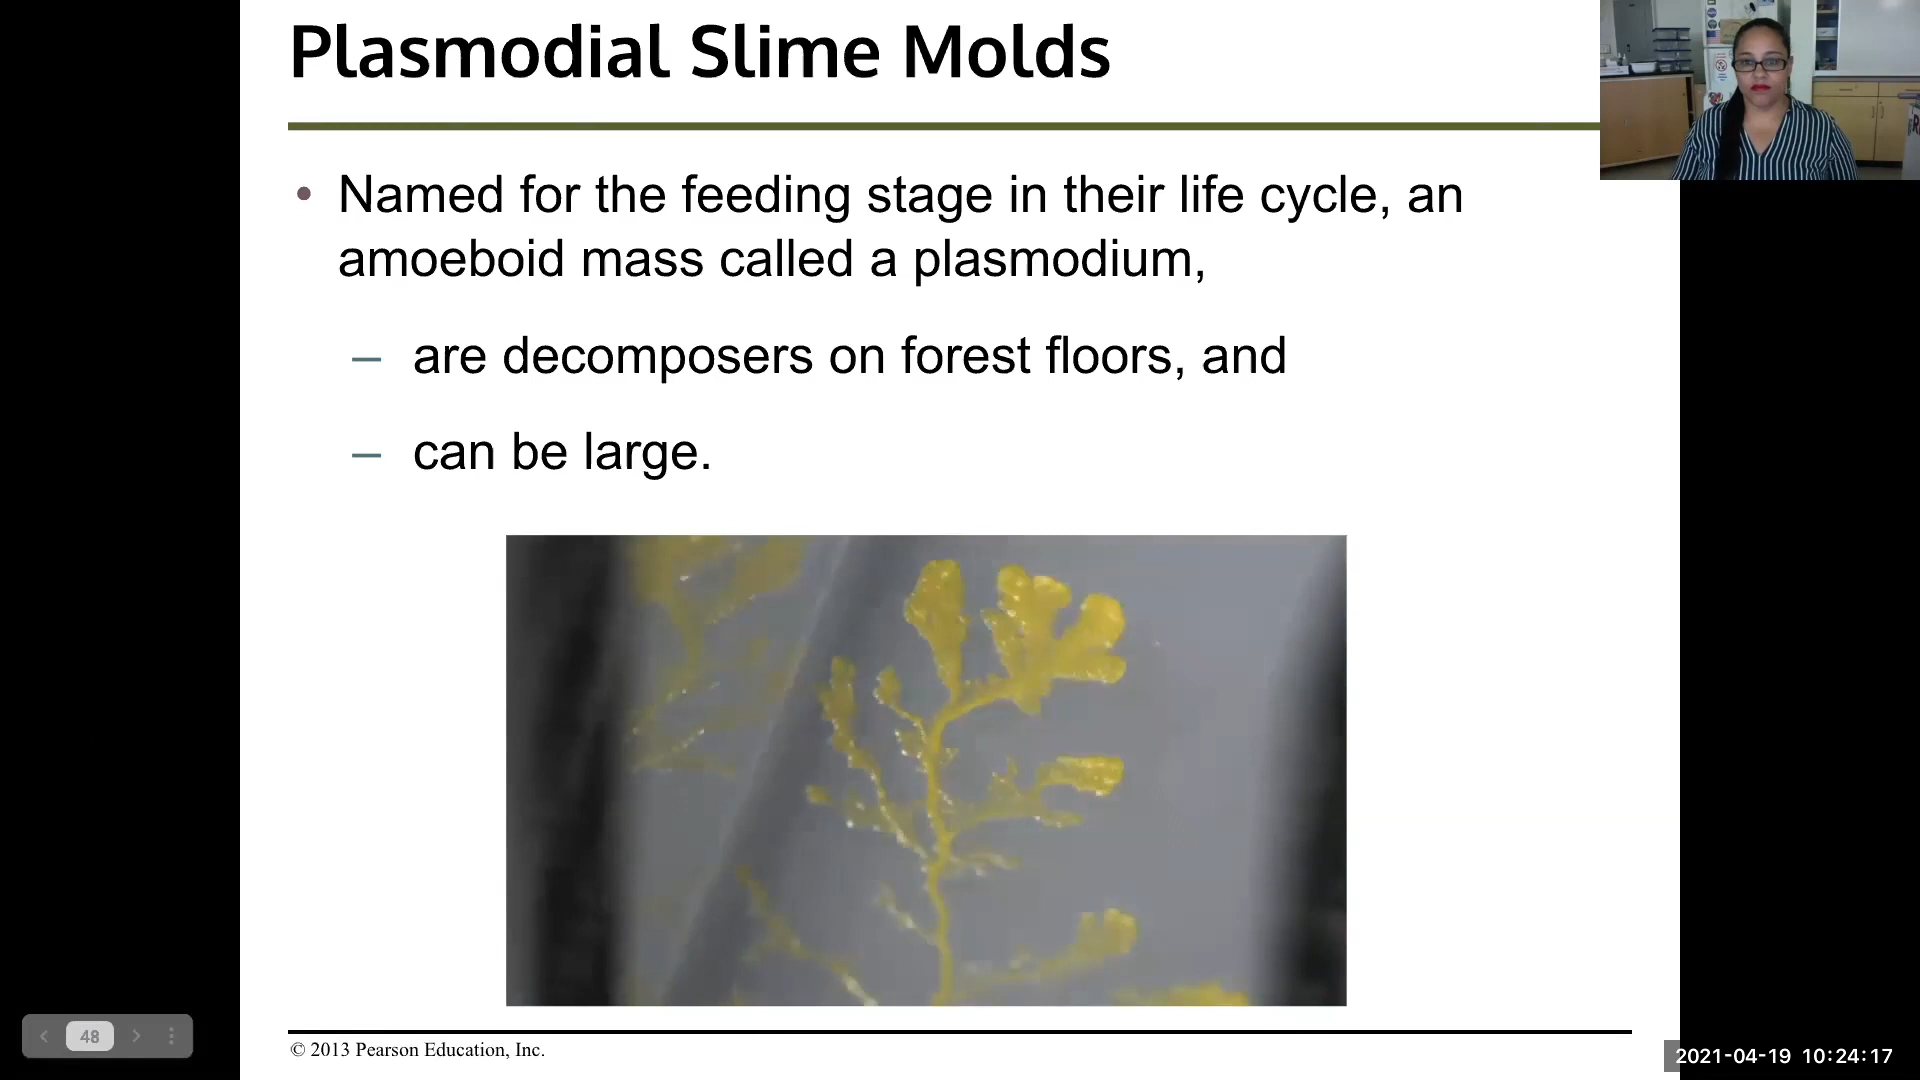 Plasmodial Slime Molds
• Named for the feeding stage in their life cycle, an
amoeboid mass called a plasmodium,
– are decomposers on forest floors, and
– can be large.
48
© 2013 Pearson Education, Inc.
2021-04-19 10:24:17